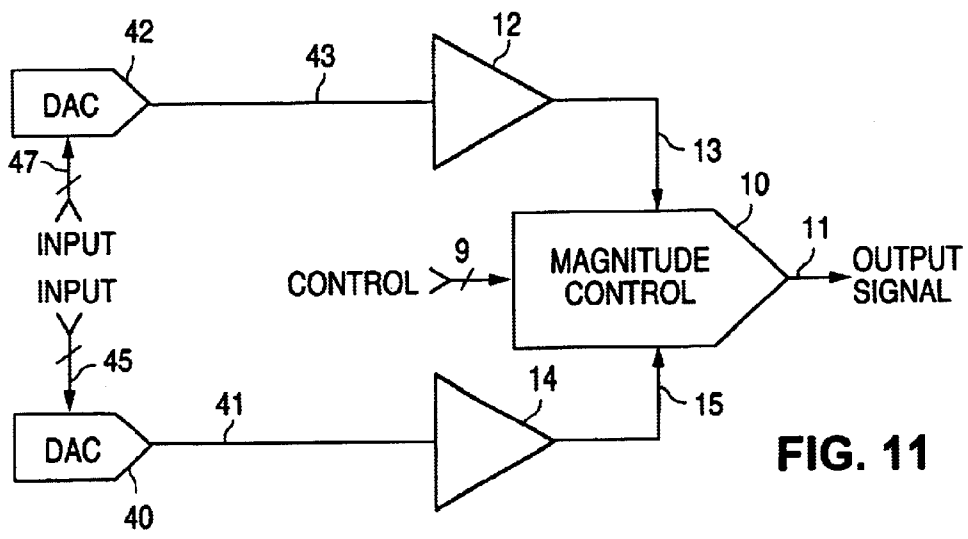 42
DAC
43
12
47
13
INPUT
10
9
11
CONTROL
MAGNITUDE
CONTROL
OUTPUT
SIGNAL
INPUT
45
41
14
15
DAC
40
FIG. 11